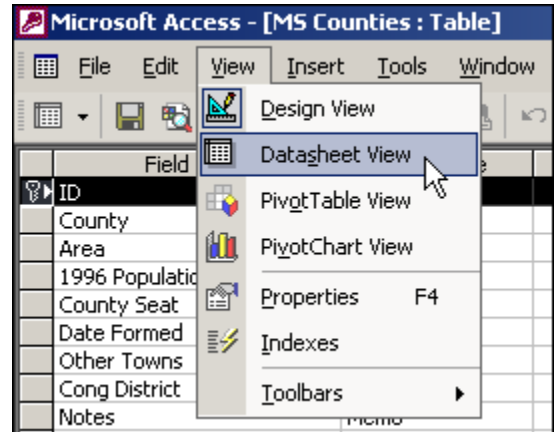 Microsoft Access - [MS Counties : Table]
File Edit View Insert Tools Window
Design View
Datasheet View
PivotTable View
PivotChart View
Properties F4
Indexes
Toolbars
Field
ID
County
Area
1996
County Seat
Date Formed
Other Towns
Cong District
Notes Memo